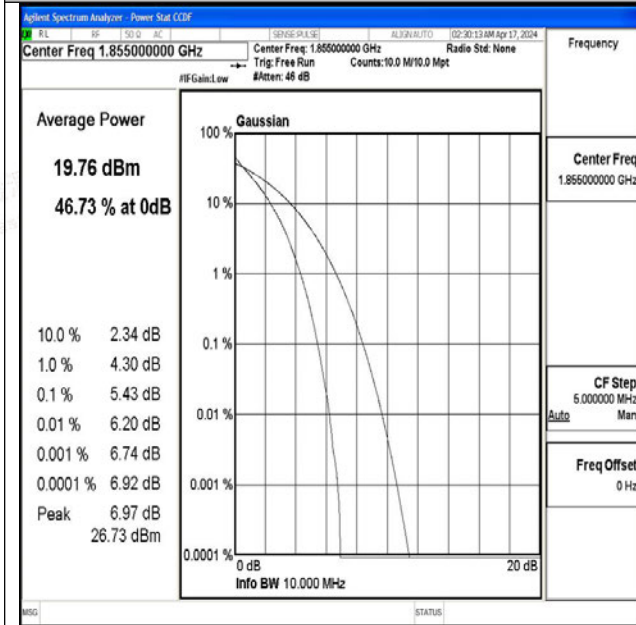 Agilent Spectrum Analyzer - Power Stat CCDF
RL RF 50 Ω AC SENSE:PULSE ALIGNAUTO 02:30:13 AM Apr 17, 2024
Center Freq 1.855000000 GHz
Center Freq: 1.855000000 GHz Radio Std: None
Trig: Free Run Counts:10.0 M/10.0 Mpt
#IFGain:Low #Atten: 46 dB
Frequency
Average Power
19.76 dBm
46.73 % at 0dB
10.0 % 2.34 dB
1.0 % 4.30 dB
0.1 % 5.43 dB
0.01 % 6.20 dB
0.001 % 6.74 dB
0.0001 % 6.92 dB
Peak 6.97 dB
26.73 dBm
Gaussian
100 %
10 %
1 %
0.1 %
0.01 %
0.001 %
0.0001 %
0 dB 20 dB
Info BW 10.000 MHz
Center Freq
1.855000000 GHz
CF Step
5.000000 MHz
Auto Man
Freq Offset
0 Hz
MSG STATUS